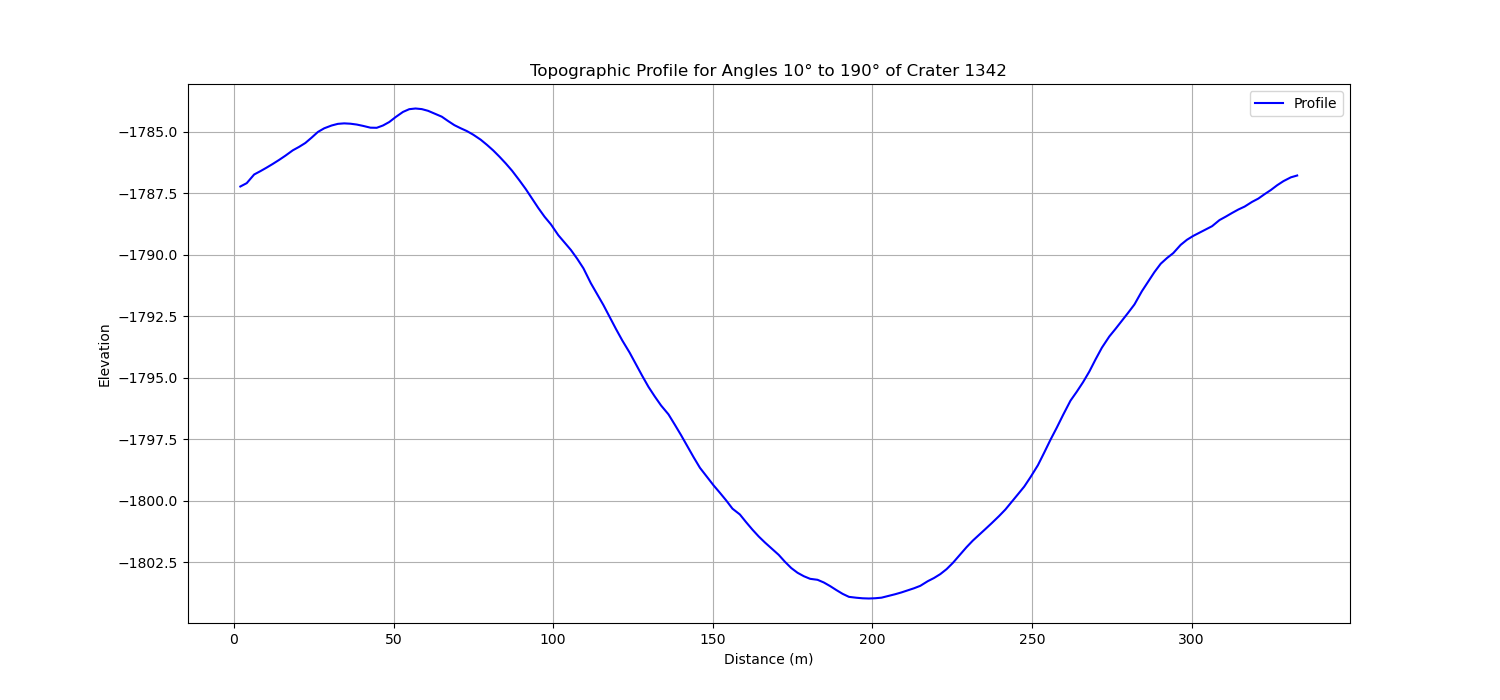 Topographic Profile for Angles 10° to 190° of Crater 1342
Profile
−1785.0
−1787.5
−1790.0
−1792.5
−1795.0
−1797.5
−1800.0
−1802.5
Elevation
0 50 100 150 200 250 300
Distance (m)